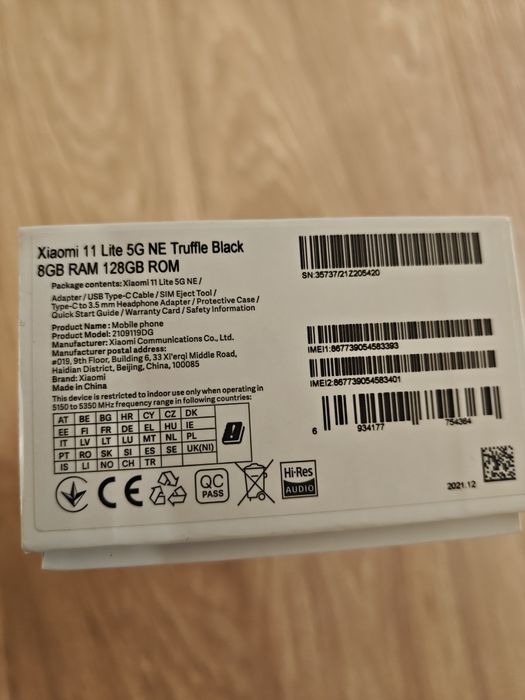 Xiaomi 11 Lite 5G NE Truffle Black
8GB RAM 128GB ROM
Package contents: Xiaomi 11 Lite 5G NE /
Adapter / USB Type-C Cable / SIM Eject Tool /
Type-C to 3.5 mm Headphone Adapter / Protective Case /
Quick Start Guide / Warranty Card / Safety Information
Product Name : Mobile phone
Product Model: 2109119DG
Manufacturer: Xiaomi Communications Co., Ltd.
Manufacturer postal address:
#019, 9th Floor, Building 6, 33 Xi'erqi Middle Road,
Haidian District, Beijing, China, 100085
Brand: Xiaomi
Made in China
This device is restricted to indoor use only when operating in
5150 to 5350 MHz frequency range in following countries:
AT BE BG HR CY CZ DK
EE FI FR DE EL HU IE
IT LV LT LU MT NL PL
PT RO SK SI ES SE UK(NI)
IS LI NO CH TR
CE
QC
PASS
Hi-Res
AUDIO
SN:35737/21Z205420
IMEI1:867739054583393
IMEI2:867739054583401
6 934177 754364
2021.12